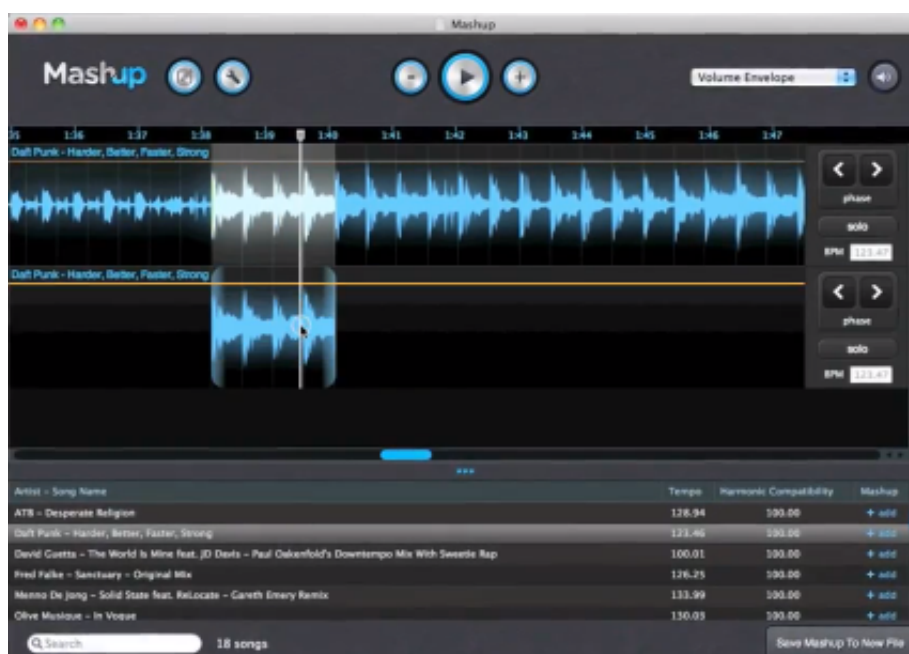 Mashup
Mashup
Volume Envelope
35 1:36 1:37 1:38 1:39 1:40 1:41 1:42 1:43 1:44 1:45 1:46 1:47
Daft Punk - Harder, Better, Faster, Strong
phase
solo
BPM 123.47
Daft Punk - Harder, Better, Faster, Strong
phase
solo
BPM 123.47
Artist - Song Name Tempo Harmonic Compatibility Mashup
ATB - Desperate Religion 128.94 100.00 + add
Daft Punk - Harder, Better, Faster, Strong 123.46 100.00 + add
David Guetta - The World Is Mine feat. JD Davis - Paul Oakenfold's Downtempo Mix With Sweetie Rap 100.01 100.00 + add
Fred Falke - Sanctuary - Original Mix 126.25 100.00 + add
Menno De Jong - Solid State feat. ReLocate - Gareth Emery Remix 133.99 100.00 + add
Olive Musique - In Vogue 130.03 100.00 + add
Search 18 songs Save Mashup To New File